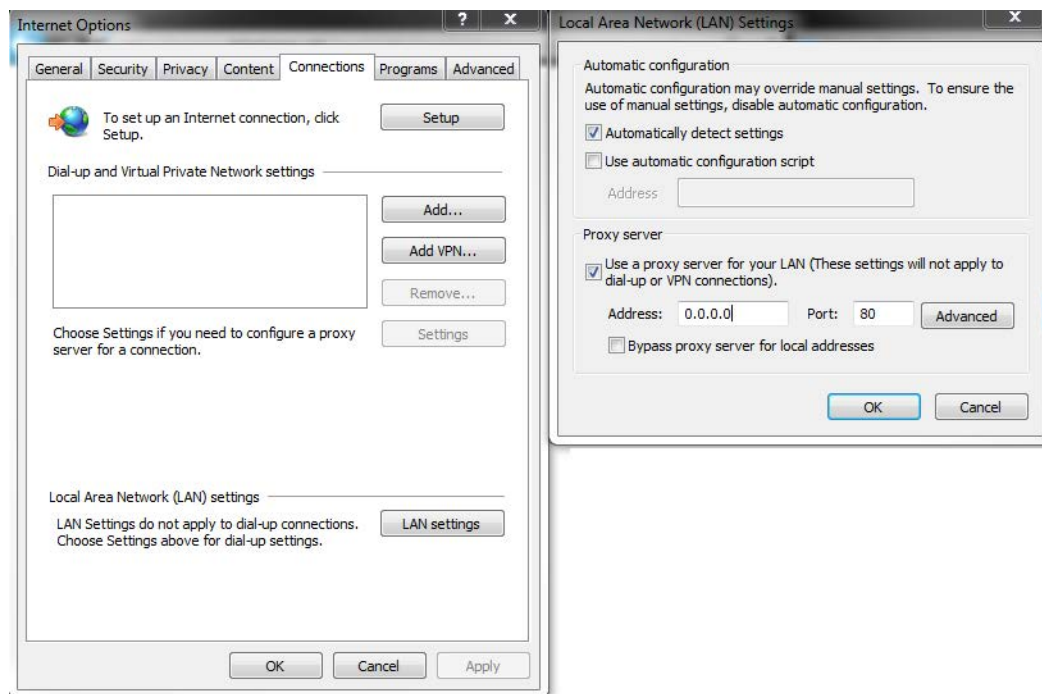 Internet Options
? X
General Security Privacy Content Connections Programs Advanced
To set up an Internet connection, click
Setup.
Setup
Dial-up and Virtual Private Network settings
Add...
Add VPN...
Remove...
Choose Settings if you need to configure a proxy
server for a connection.
Settings
Local Area Network (LAN) settings
LAN Settings do not apply to dial-up connections.
Choose Settings above for dial-up settings.
LAN settings
OK Cancel Apply
Local Area Network (LAN) Settings
X
Automatic configuration
Automatic configuration may override manual settings. To ensure the
use of manual settings, disable automatic configuration.
Automatically detect settings
Use automatic configuration script
Address
Proxy server
Use a proxy server for your LAN (These settings will not apply to
dial-up or VPN connections).
Address: 0.0.0.0 Port: 80 Advanced
Bypass proxy server for local addresses
OK Cancel